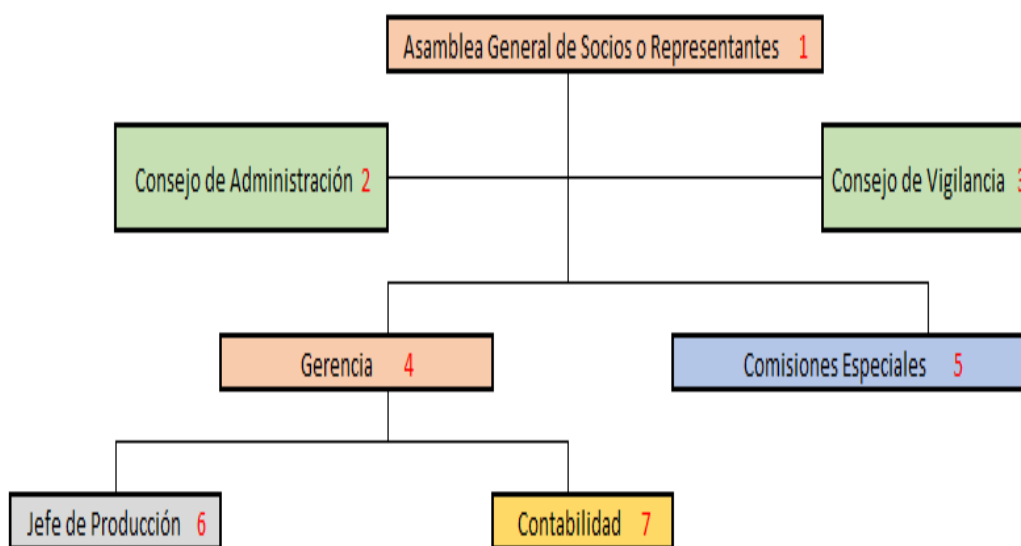 Asamblea General de Socios o Representantes 1
Consejo de Administración 2
Consejo de Vigilancia 3
Gerencia 4
Comisiones Especiales 5
Jefe de Producción 6
Contabilidad 7